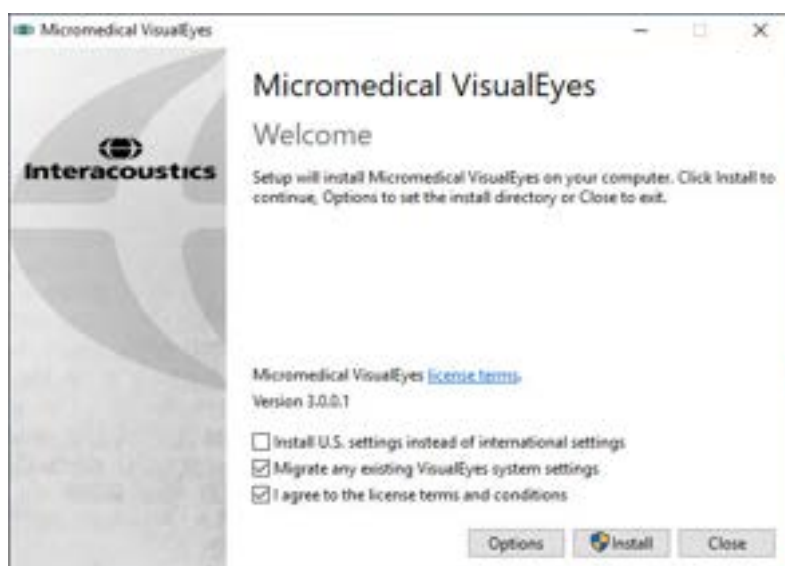 Micromedical VisualEyes
Interacoustics
Micromedical VisualEyes
Welcome
Setup will install Micromedical VisualEyes on your computer. Click Install to
continue, Options to set the install directory or Close to exit.
Micromedical VisualEyes license terms.
Version 3.0.0.1
Install U.S. settings instead of international settings
Migrate any existing VisualEyes system settings
I agree to the license terms and conditions
Options Install Close